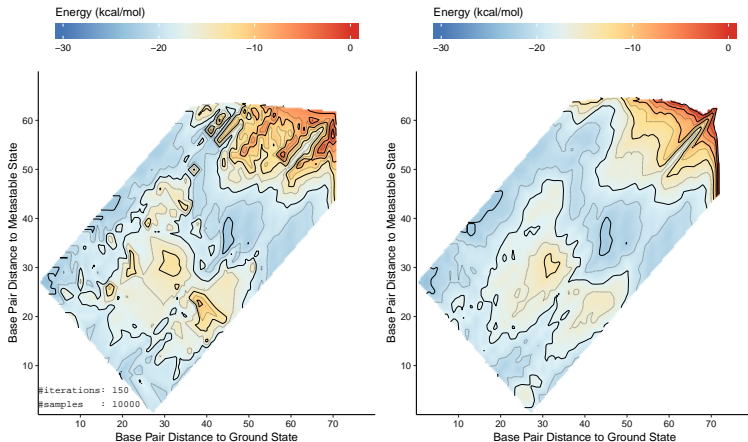 Energy (kcal/mol)
−30 −20 −10 0
Base Pair Distance to Metastable State
60
50
40
30
20
10
#iterations: 150
#samples : 10000
10 20 30 40 50 60 70
Base Pair Distance to Ground State
Energy (kcal/mol)
−30 −20 −10 0
Base Pair Distance to Metastable State
60
50
40
30
20
10
10 20 30 40 50 60 70
Base Pair Distance to Ground State